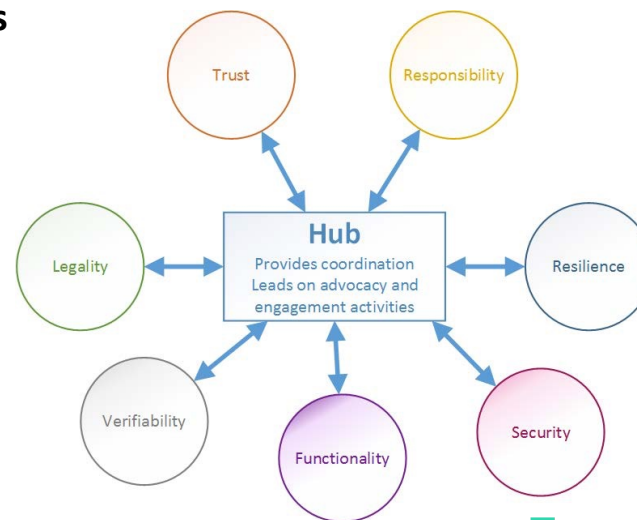 s
Trust
Responsibility
Hub
Provides coordination
Leads on advocacy and
engagement activities
Legality
Resilience
Verifiability
Functionality
Security